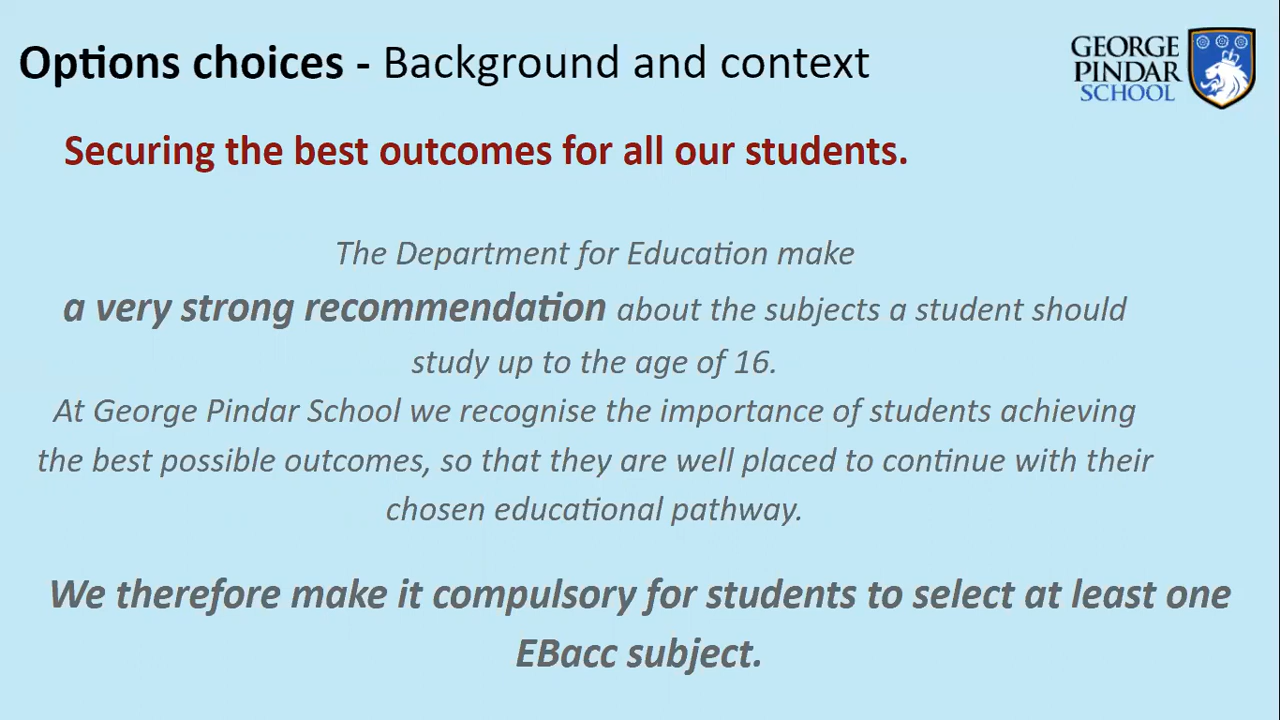 Options choices - Background and context
GEORGE
PINDAR
SCHOOL
Securing the best outcomes for all our students.
The Department for Education make
a very strong recommendation about the subjects a student should
study up to the age of 16.
At George Pindar School we recognise the importance of students achieving
the best possible outcomes, so that they are well placed to continue with their
chosen educational pathway.
We therefore make it compulsory for students to select at least one
EBacc subject.